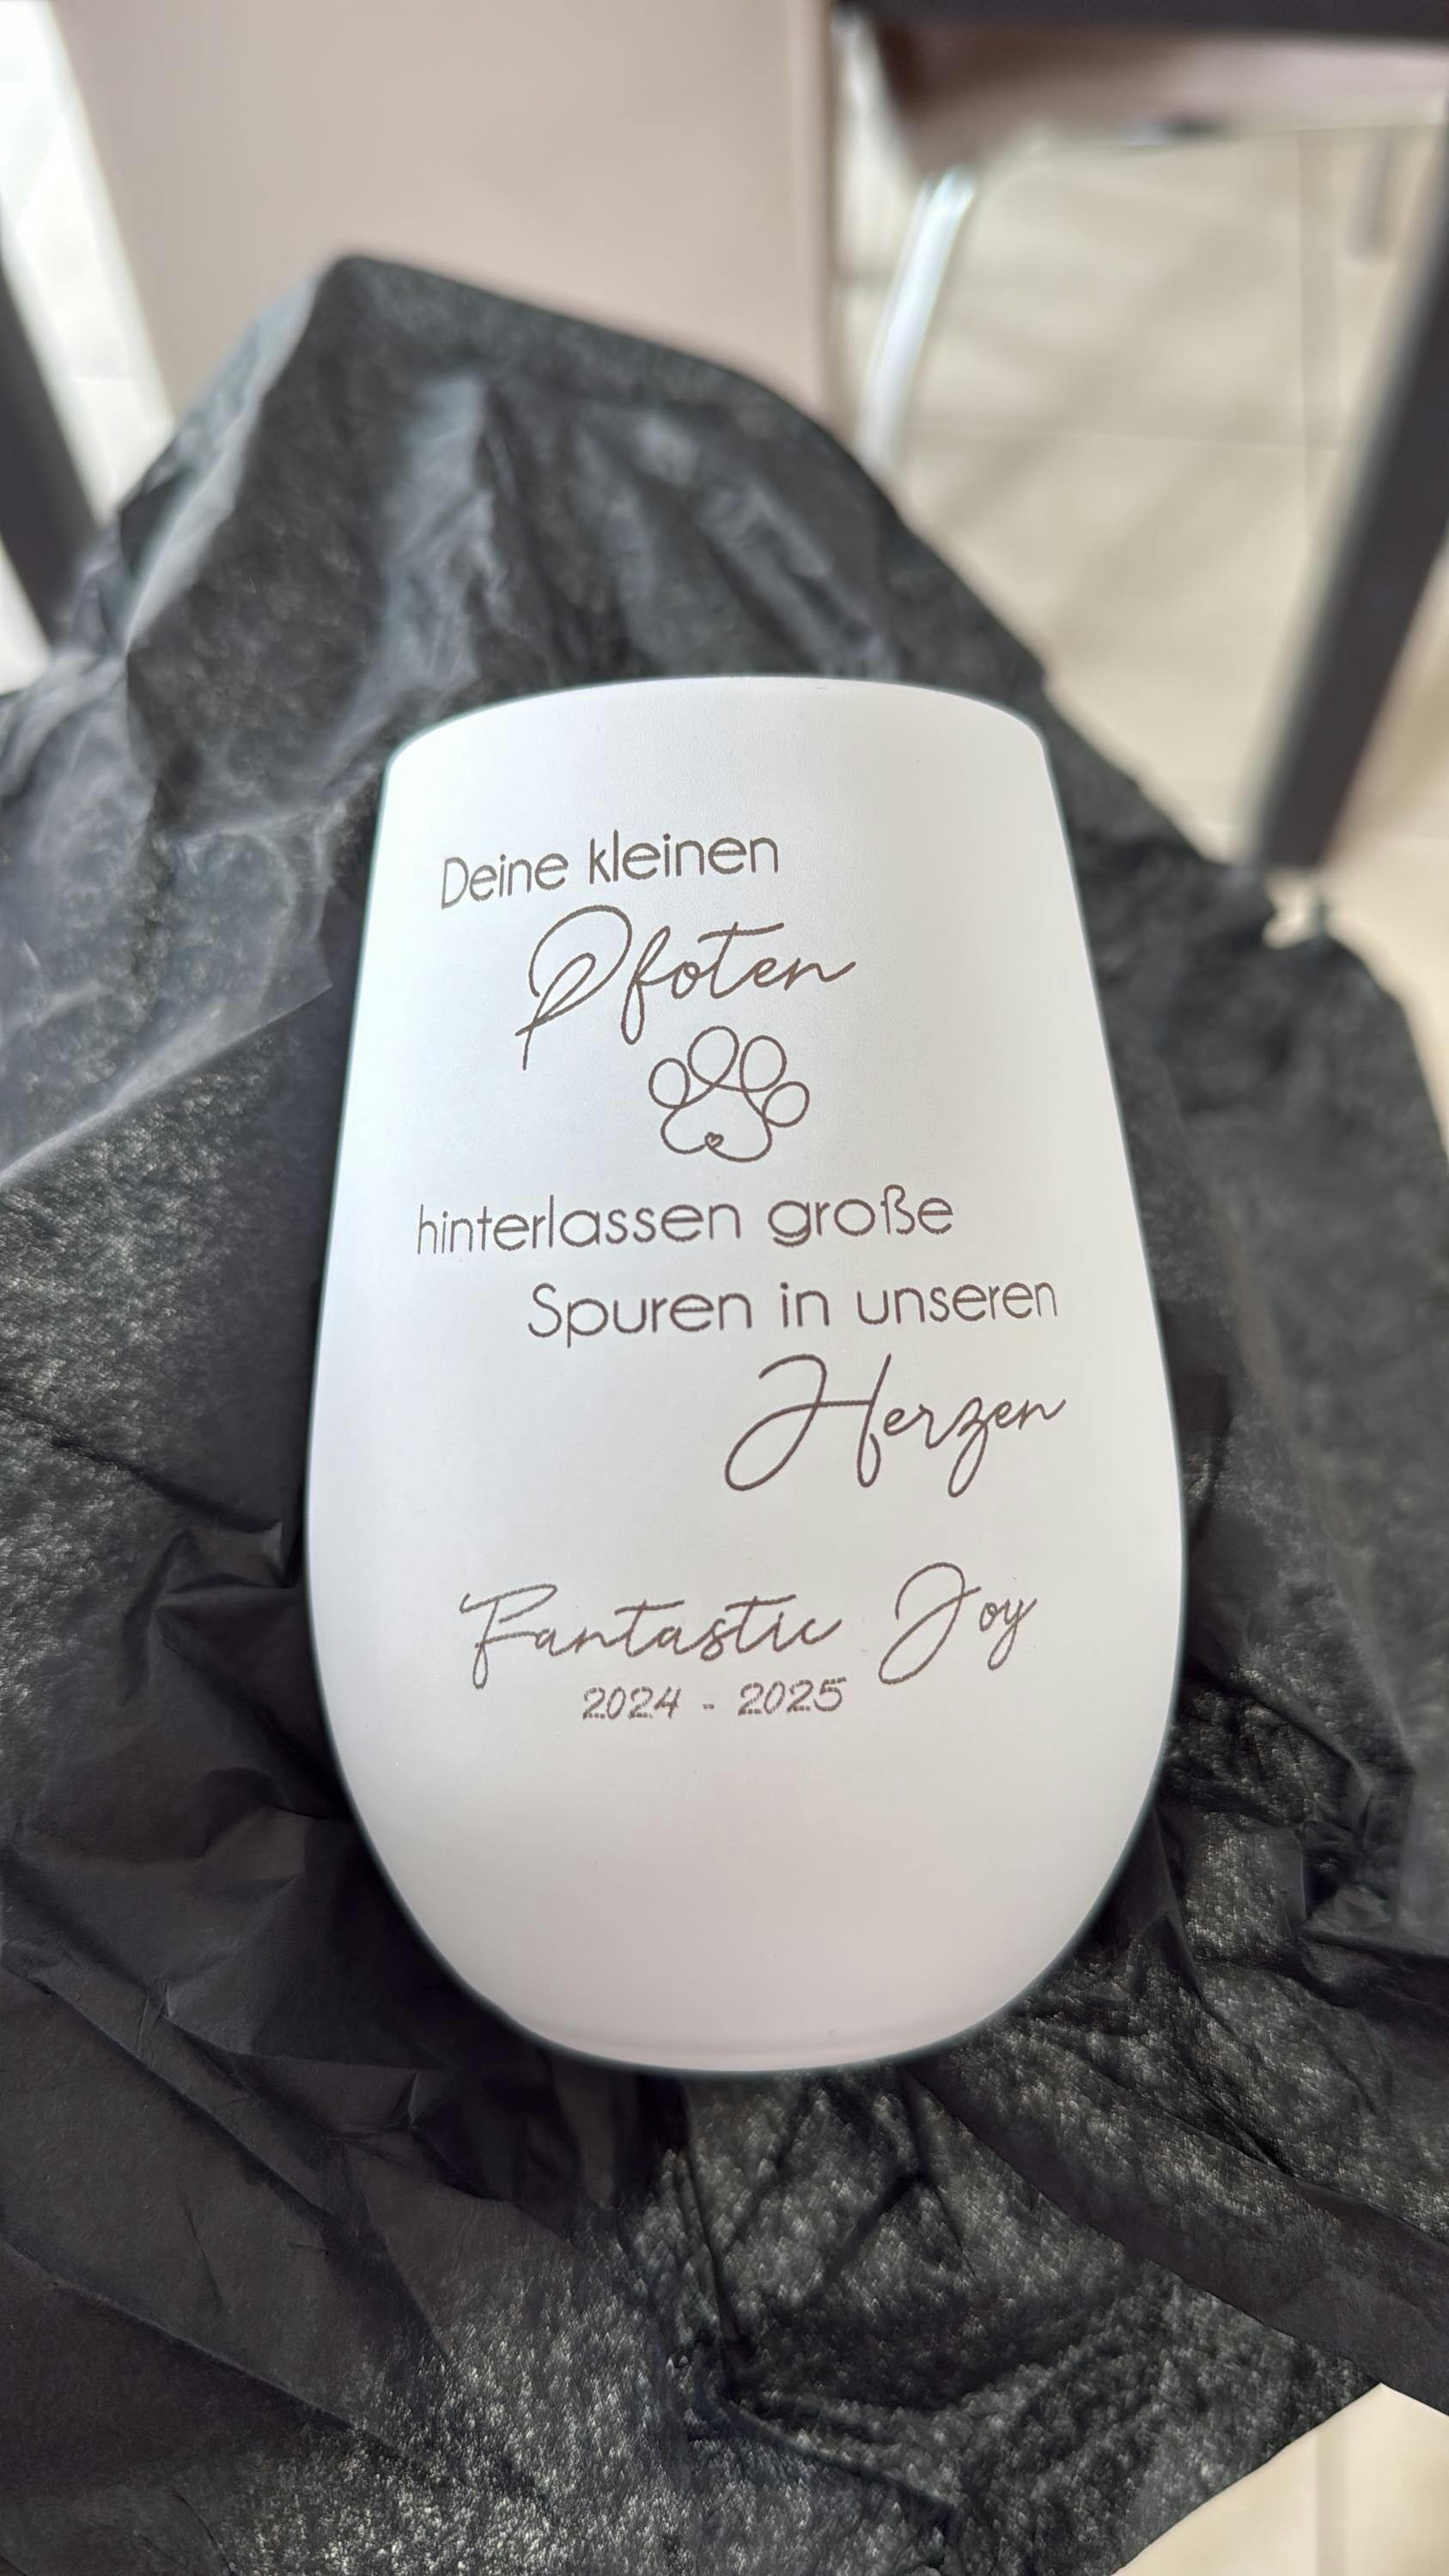 Deine kleinen
Pfoten
hinterlassen große
Spuren in unseren
Herzen
Fantastic Joy
2024 - 2025